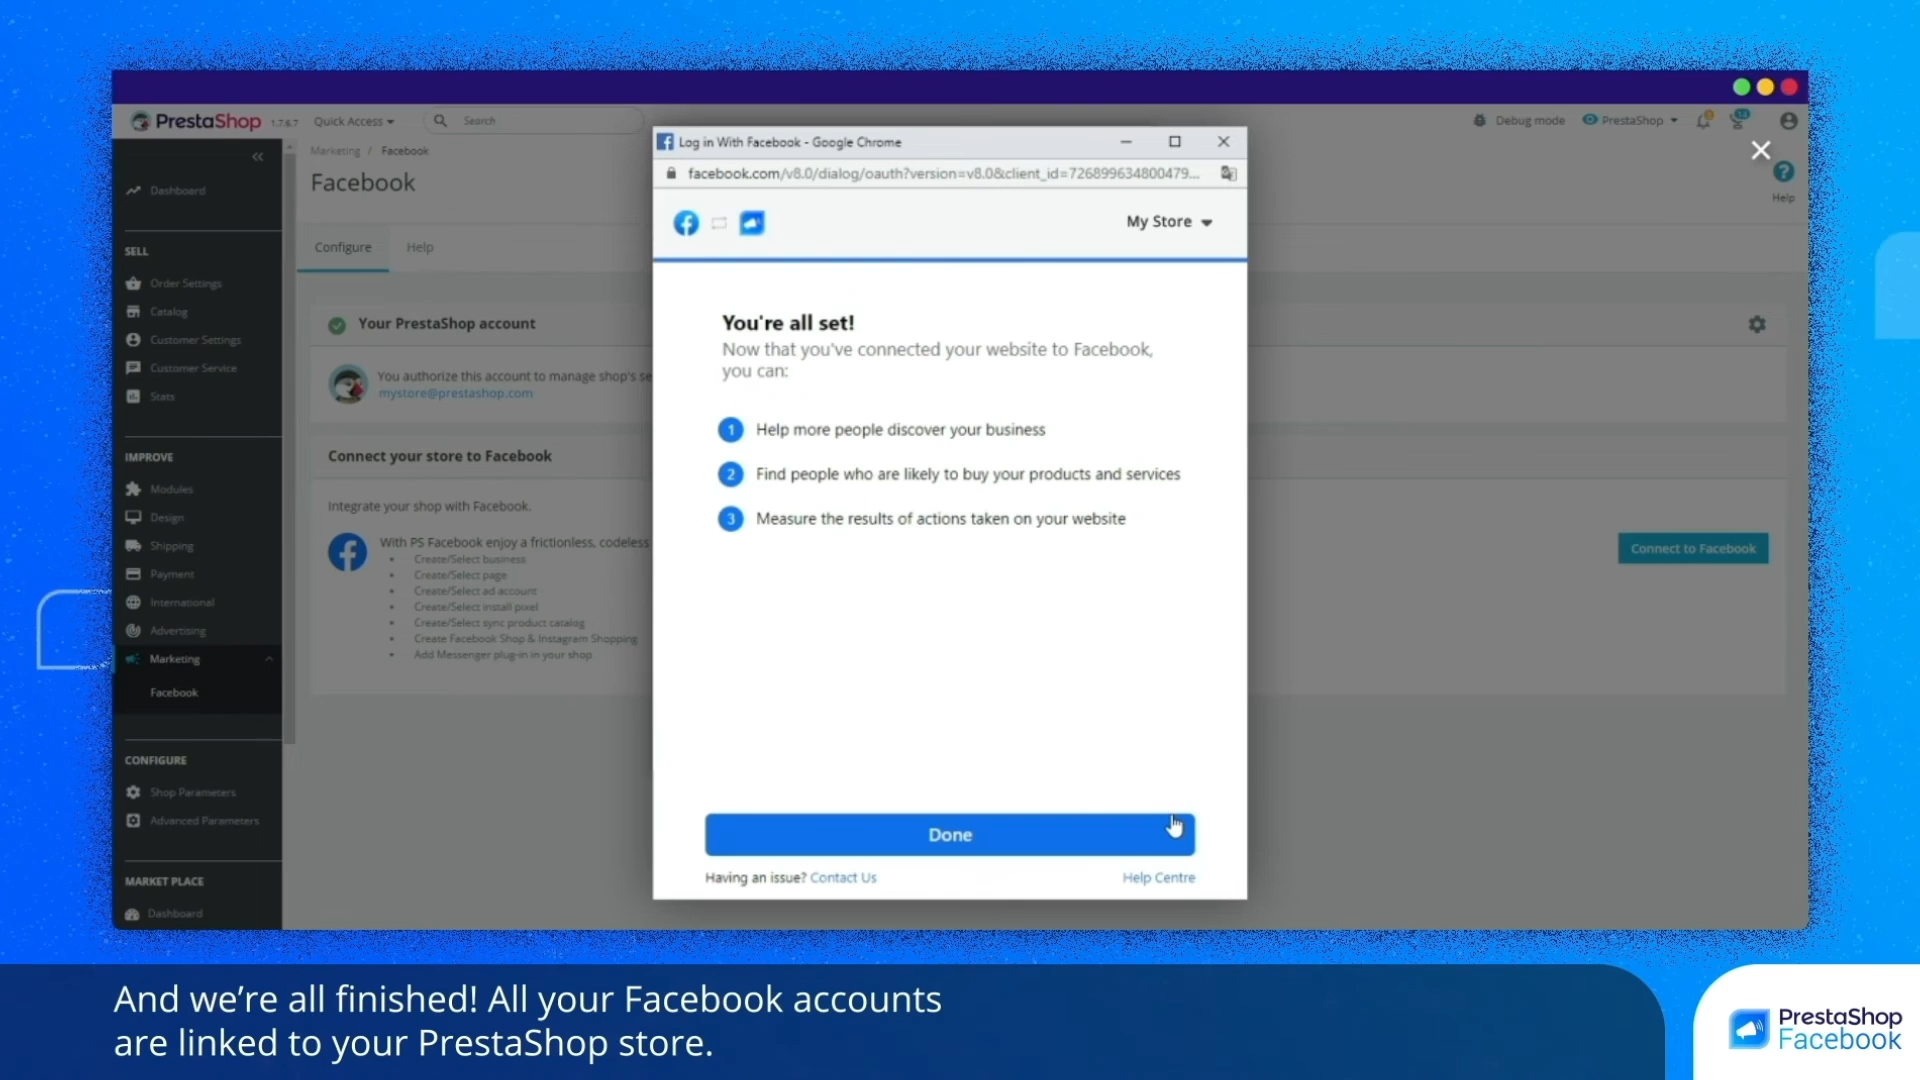 PrestaShop 1.7.6.7 Quick Access Search Debug mode PrestaShop
Marketing / Facebook
Facebook
Help
Configure Help
Dashboard
SELL
Order Settings
Catalog
Customer Settings
Customer Service
Stats
IMPROVE
Modules
Design
Shipping
Payment
International
Advertising
Marketing
Facebook
CONFIGURE
Shop Parameters
Advanced Parameters
MARKET PLACE
Dashboard
Your PrestaShop account
You authorize this account to manage shop's se
mystore@prestashop.com
Connect your store to Facebook
Integrate your shop with Facebook.
With PS Facebook enjoy a frictionless, codeless
Create/Select business
Create/Select page
Create/Select ad account
Create/Select install pixel
Create/Select sync product catalog
Create Facebook Shop & Instagram Shopping
Add Messenger plug-in in your shop
Connect to Facebook
Log in With Facebook - Google Chrome
facebook.com/v8.0/dialog/oauth?version=v8.0&client_id=726899634800479...
My Store
You're all set!
Now that you've connected your website to Facebook,
you can:
1 Help more people discover your business
2 Find people who are likely to buy your products and services
3 Measure the results of actions taken on your website
Done
Having an issue? Contact Us Help Centre
And we're all finished! All your Facebook accounts
are linked to your PrestaShop store.
PrestaShop
Facebook